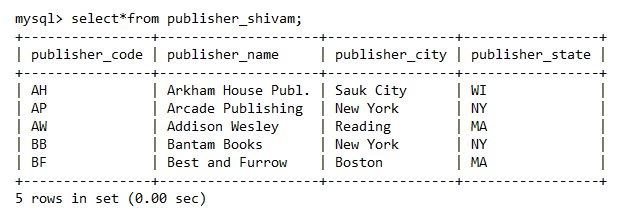 mysql> select*from publisher_shivam;
+----------------+---------------------+----------------+-----------------+
| publisher_code | publisher_name      | publisher_city | publisher_state |
+----------------+---------------------+----------------+-----------------+
| AH             | Arkham House Publ.  | Sauk City      | WI              |
| AP             | Arcade Publishing   | New York       | NY              |
| AW             | Addison Wesley      | Reading        | MA              |
| BB             | Bantam Books        | New York       | NY              |
| BF             | Best and Furrow     | Boston         | MA              |
+----------------+---------------------+----------------+-----------------+
5 rows in set (0.00 sec)